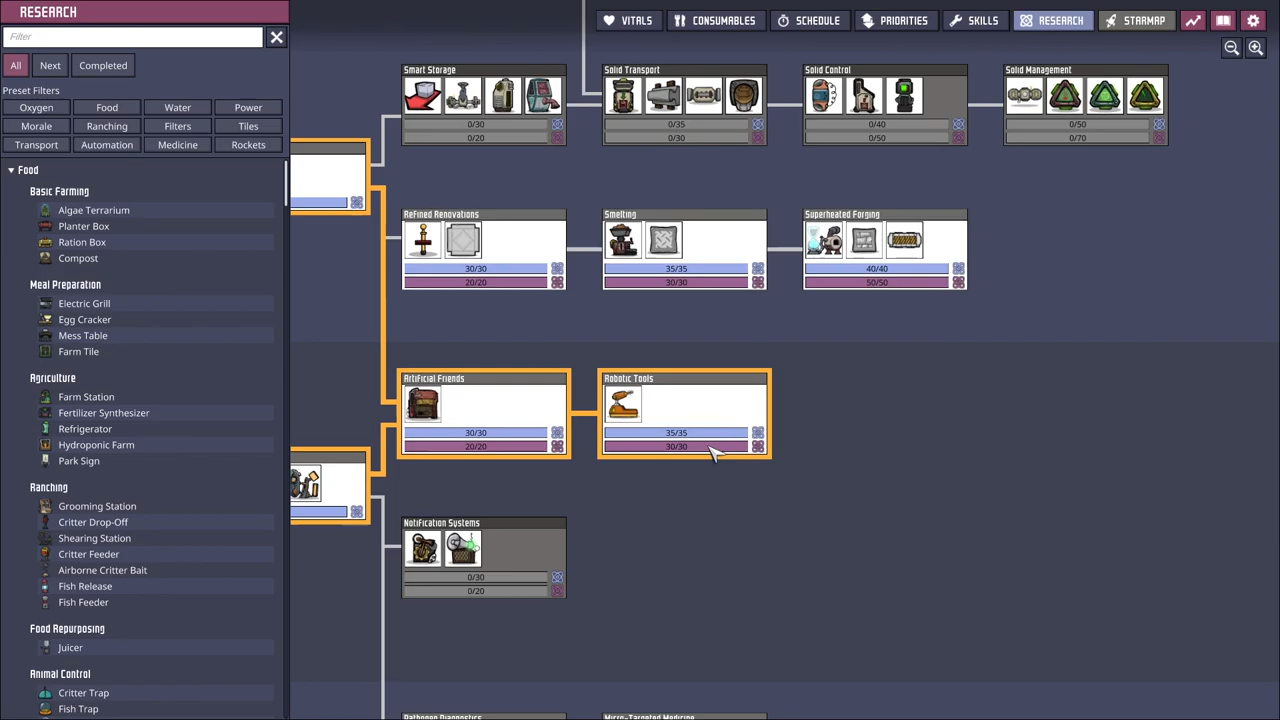 RESEARCH
VITALS
CONSUMABLES
SCHEDULE
PRIORITIES
SKILLS
RESEARCH
STARMAP
Filter
All
Next
Completed
Preset Filters
Oxygen
Food
Water
Power
Morale
Ranching
Filters
Tiles
Transport
Automation
Medicine
Rockets
Food
Basic Farming
Algae Terrarium
Planter Box
Ration Box
Compost
Meal Preparation
Electric Grill
Egg Cracker
Mess Table
Farm Tile
Agriculture
Farm Station
Fertilizer Synthesizer
Refrigerator
Hydroponic Farm
Park Sign
Ranching
Grooming Station
Critter Drop-Off
Shearing Station
Critter Feeder
Airborne Critter Bait
Fish Release
Fish Feeder
Food Repurposing
Juicer
Animal Control
Critter Trap
Fish Trap
Smart Storage
0/30
0/20
Solid Transport
0/35
0/30
Solid Control
0/40
0/50
Solid Management
0/50
0/70
Refined Renovations
30/30
20/20
Smelting
35/35
30/30
Superheated Forging
40/40
50/50
Artificial Friends
30/30
20/20
Robotic Tools
35/35
30/30
Notification Systems
0/30
0/20
Pathogen Diagnostics
Micro-Targeted Medicine